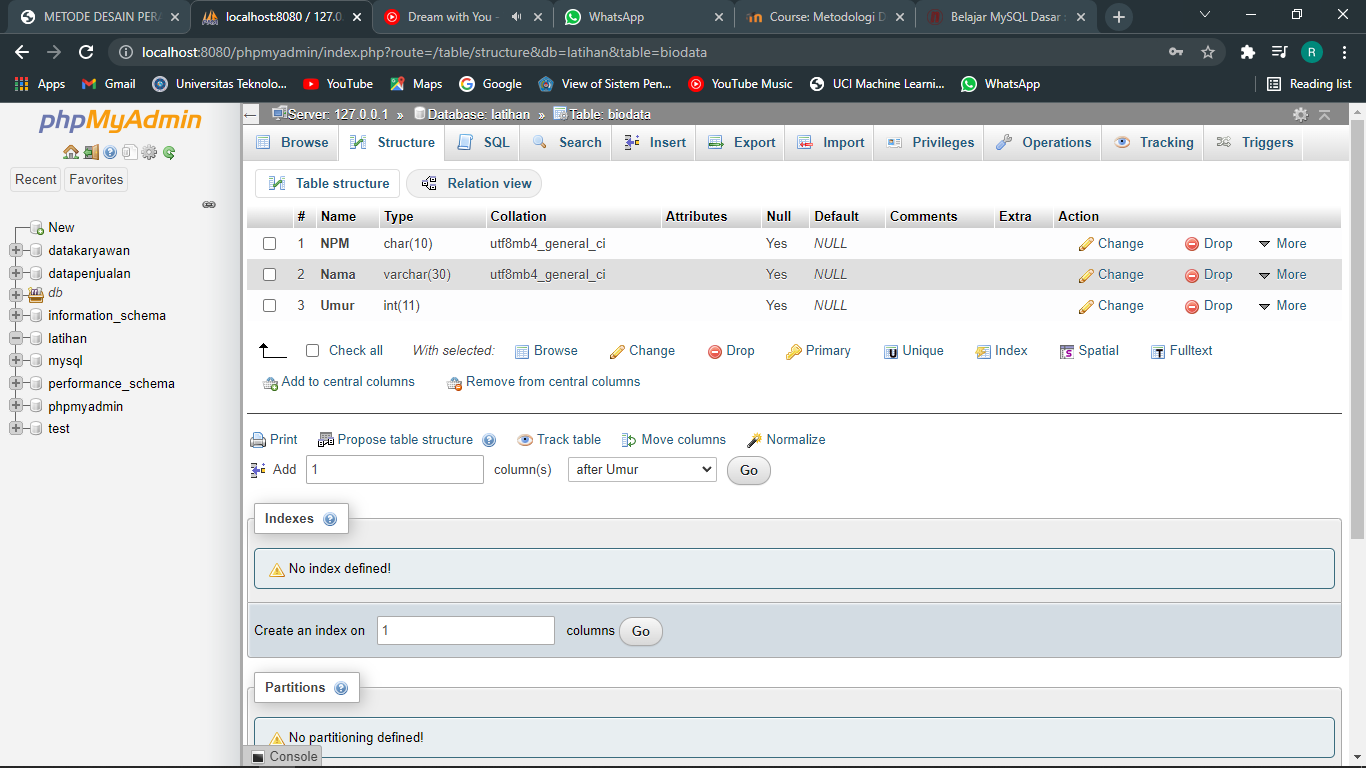 METODE DESAIN PER
localhost:8080 / 127.0.
Dream with You -
WhatsApp
Course: Metodologi D
Belajar MySQL Dasar :
localhost:8080/phpmyadmin/index.php?route=/table/structure&db=latihan&table=biodata
R
Apps
Gmail
Universitas Teknolo...
YouTube
Maps
Google
View of Sistem Pen...
YouTube Music
UCI Machine Learni...
WhatsApp
Reading list
phpMyAdmin
Recent
Favorites
New
datakaryawan
datapenjualan
db
information_schema
latihan
mysql
performance_schema
phpmyadmin
test
Server: 127.0.0.1 » Database: latihan » Table: biodata
Browse Structure SQL Search Insert Export Import Privileges Operations Tracking Triggers
Table structure Relation view
# Name Type Collation Attributes Null Default Comments Extra Action
1 NPM char(10) utf8mb4_general_ci Yes NULL Change Drop More
2 Nama varchar(30) utf8mb4_general_ci Yes NULL Change Drop More
3 Umur int(11) Yes NULL Change Drop More
Check all With selected: Browse Change Drop Primary Unique Index Spatial Fulltext
Add to central columns Remove from central columns
Print Propose table structure Track table Move columns Normalize
Add 1 column(s) after Umur Go
Indexes
No index defined!
Create an index on 1 columns Go
Partitions
No partitioning defined!
Console